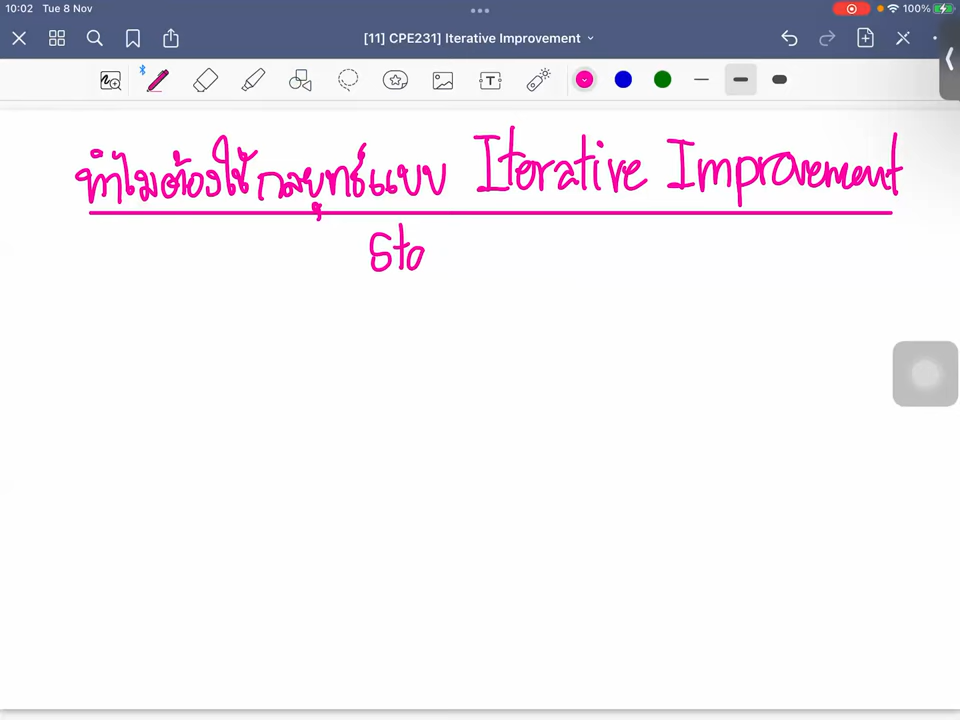 10:02 Tue 8 Nov
100%
[11] CPE231] Iterative Improvement
T
ทำไมต้องใช้กลยุทธ์แบบ Iterative Improvement
Sto